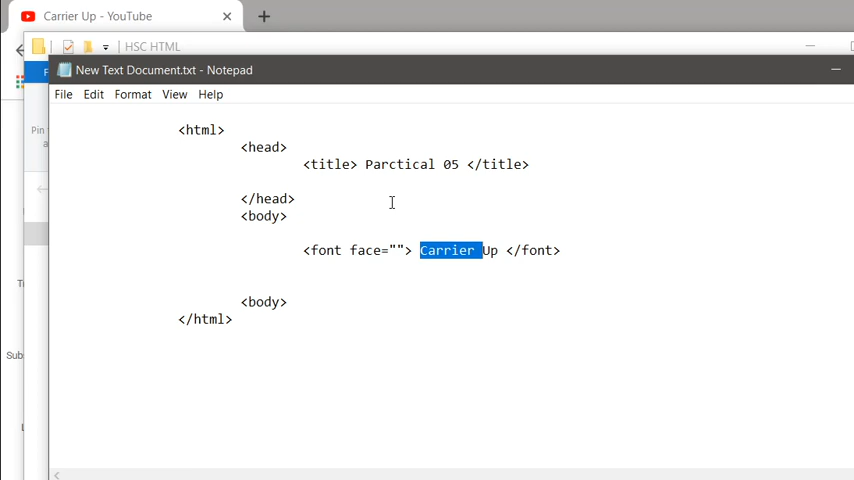 Carrier Up - YouTube
HSC HTML
New Text Document.txt - Notepad
File Edit Format View Help
Pin
a
<html>
<head>
<title> Parctical 05 </title>
</head>
<body>
<font face=""> Carrier Up </font>
<body>
</html>
Sub